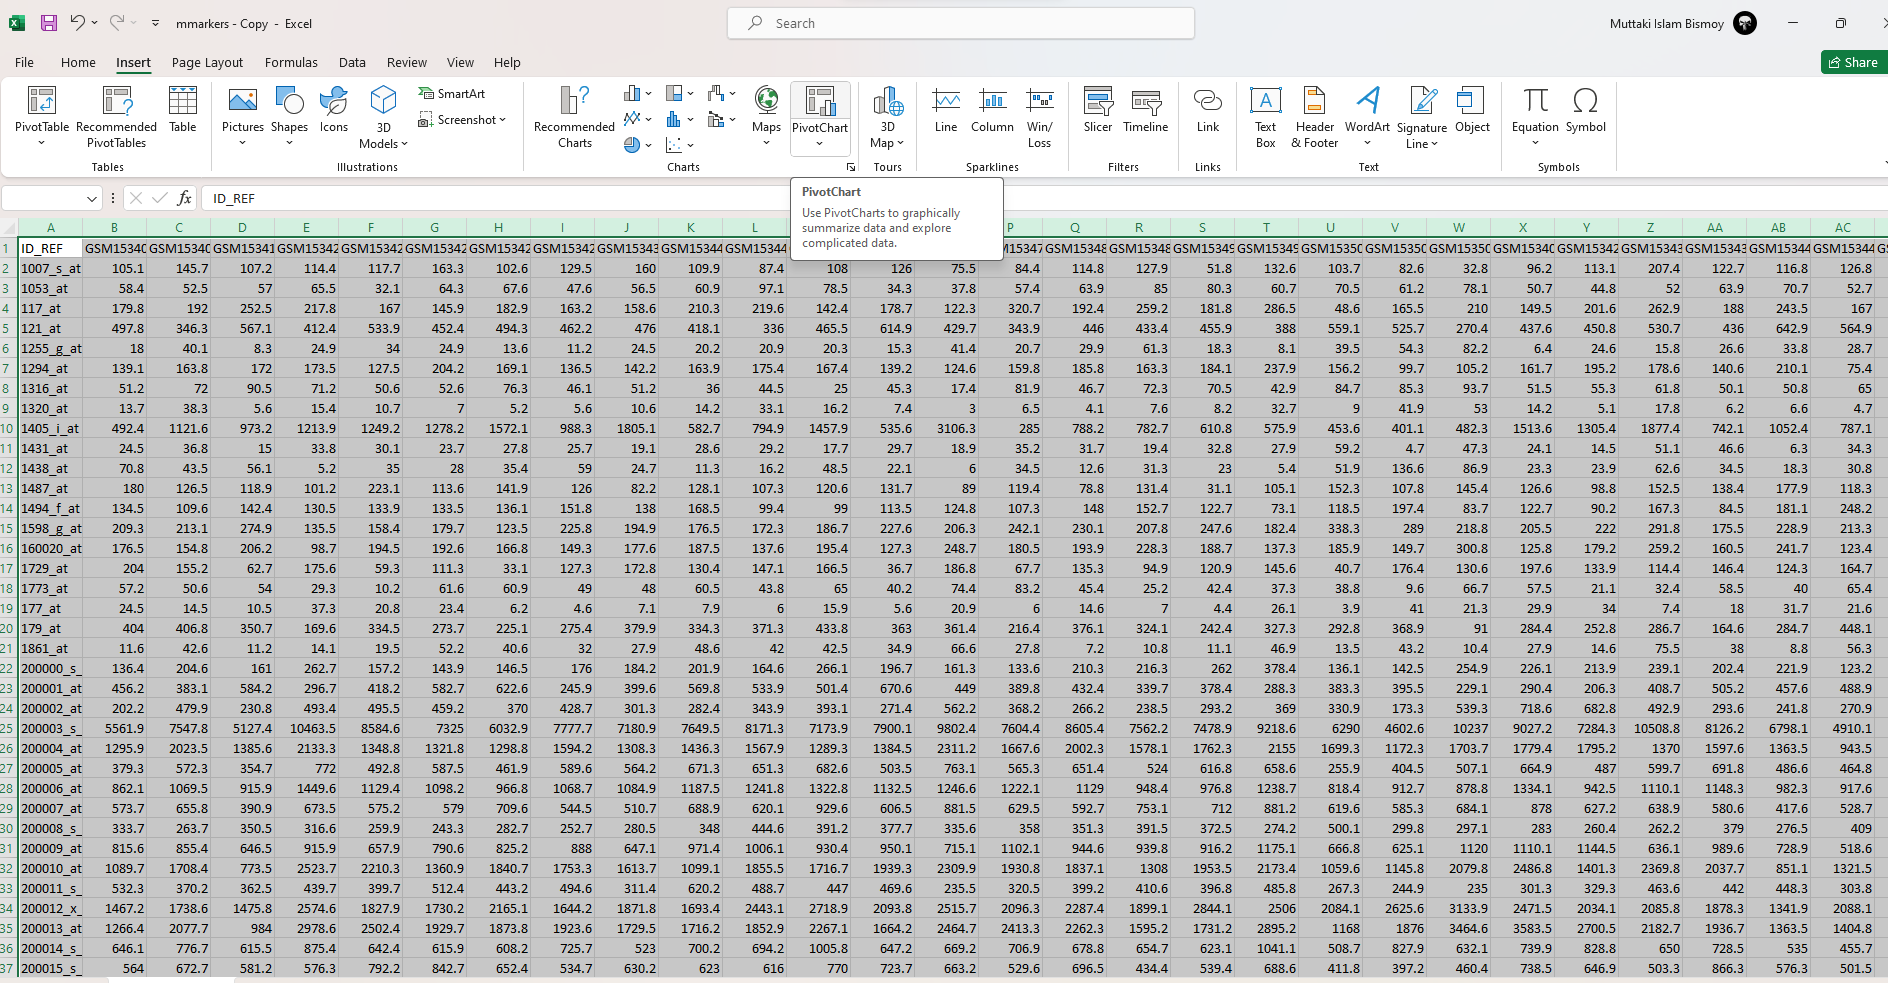 mmarkers - Copy - Excel
Search
Muttaki Islam Bismoy
File Home Insert Page Layout Formulas Data Review View Help
Share
PivotTable Recommended PivotTables Table
Tables
Pictures Shapes Icons 3D Models SmartArt Screenshot
Illustrations
Recommended Charts Maps PivotChart
Charts
3D Map
Tours
Line Column Win/ Loss
Sparklines
Slicer Timeline
Filters
Link
Links
Text Box Header & Footer WordArt Signature Line Object
Text
Equation Symbol
Symbols
fx ID_REF
PivotChart
Use PivotCharts to graphically
summarize data and explore
complicated data.
A B C D E F G H I J K L P Q R S T U V W X Y Z AA AB AC
1 ID_REF GSM15340 GSM15340 GSM15341 GSM15342 GSM15342 GSM15342 GSM15342 GSM15342 GSM15343 GSM15344 GSM15344 M15347 GSM15348 GSM15348 GSM15349 GSM15349 GSM15350 GSM15350 GSM15350 GSM15340 GSM15342 GSM15343 GSM15343 GSM15344 GSM15344 GS
2 1007_s_at 105.1 145.7 107.2 114.4 117.7 163.3 102.6 129.5 160 109.9 87.4 108 126 75.5 84.4 114.8 127.9 51.8 132.6 103.7 82.6 32.8 96.2 113.1 207.4 122.7 116.8 126.8
3 1053_at 58.4 52.5 57 65.5 32.1 64.3 67.6 47.6 56.5 60.9 97.1 78.5 34.3 37.8 57.4 63.9 85 80.3 60.7 70.5 61.2 78.1 50.7 44.8 52 63.9 70.7 52.7
4 117_at 179.8 192 252.5 217.8 167 145.9 182.9 163.2 158.6 210.3 219.6 142.4 178.7 122.3 320.7 192.4 259.2 181.8 286.5 48.6 165.5 210 149.5 201.6 262.9 188 243.5 167
5 121_at 497.8 346.3 567.1 412.4 533.9 452.4 494.3 462.2 476 418.1 336 465.5 614.9 429.7 343.9 446 433.4 455.9 388 559.1 525.7 270.4 437.6 450.8 530.7 436 642.9 564.9
6 1255_g_at 18 40.1 8.3 24.9 34 24.9 13.6 11.2 24.5 20.2 20.9 20.3 15.3 41.4 20.7 29.9 61.3 18.3 8.1 39.5 54.3 82.2 6.4 24.6 15.8 26.6 33.8 28.7
7 1294_at 139.1 163.8 172 173.5 127.5 204.2 169.1 136.5 142.2 163.9 175.4 167.4 139.2 124.6 159.8 185.8 163.3 184.1 237.9 156.2 99.7 105.2 161.7 195.2 178.6 140.6 210.1 75.4
8 1316_at 51.2 72 90.5 71.2 50.6 52.6 76.3 46.1 51.2 36 44.5 25 45.3 17.4 81.9 46.7 72.3 70.5 42.9 84.7 85.3 93.7 51.5 55.3 61.8 50.1 50.8 65
9 1320_at 13.7 38.3 5.6 15.4 10.7 7 5.2 5.6 10.6 14.2 33.1 16.2 7.4 3 6.5 4.1 7.6 8.2 32.7 9 41.9 53 14.2 5.1 17.8 6.2 6.6 4.7
10 1405_i_at 492.4 1121.6 973.2 1213.9 1249.2 1278.2 1572.1 988.3 1805.1 582.7 794.9 1457.9 535.6 3106.3 285 788.2 782.7 610.8 575.9 453.6 401.1 482.3 1513.6 1305.4 1877.4 742.1 1052.4 787.1
11 1431_at 24.5 36.8 15 33.8 30.1 23.7 27.8 25.7 19.1 28.6 29.2 17.7 29.7 18.9 35.2 31.7 19.4 32.8 27.9 59.2 4.7 47.3 24.1 14.5 51.1 46.6 6.3 34.3
12 1438_at 70.8 43.5 56.1 5.2 35 28 35.4 59 24.7 11.3 16.2 48.5 22.1 6 34.5 12.6 31.3 23 5.4 51.9 136.6 86.9 23.3 23.9 62.6 34.5 18.3 30.8
13 1487_at 180 126.5 118.9 101.2 223.1 113.6 141.9 126 82.2 128.1 107.3 120.6 131.7 89 119.4 78.8 131.4 31.1 105.1 152.3 107.8 145.4 126.6 98.8 152.5 138.4 177.9 118.3
14 1494_f_at 134.5 109.6 142.4 130.5 133.9 133.5 136.1 151.8 138 168.5 99.4 99 113.5 124.8 107.3 148 152.7 122.7 73.1 118.5 197.4 83.7 122.7 90.2 167.3 84.5 181.1 248.2
15 1598_g_at 209.3 213.1 274.9 135.5 158.4 179.7 123.5 225.8 194.9 176.5 172.3 186.7 227.6 206.3 242.1 230.1 207.8 247.6 182.4 338.3 289 218.8 205.5 222 291.8 175.5 228.9 213.3
16 160020_at 176.5 154.8 206.2 98.7 194.5 192.6 166.8 149.3 177.6 187.5 137.6 195.4 127.3 248.7 180.5 193.9 228.3 188.7 137.3 185.9 149.7 300.8 125.8 179.2 259.2 160.5 241.7 123.4
17 1729_at 204 155.2 62.7 175.6 59.3 111.3 33.1 127.3 172.8 130.4 147.1 166.5 36.7 186.8 67.7 135.3 94.9 120.9 145.6 40.7 176.4 130.6 197.6 133.9 114.4 146.4 124.3 164.7
18 1773_at 57.2 50.6 54 29.3 10.2 61.6 60.9 49 48 60.5 43.8 65 40.2 74.4 83.2 45.4 25.2 42.4 37.3 38.8 9.6 66.7 57.5 21.1 32.4 58.5 40 65.4
19 177_at 24.5 14.5 10.5 37.3 20.8 23.4 6.2 4.6 7.1 7.9 6 15.9 5.6 20.9 6 14.6 7 4.4 26.1 3.9 41 21.3 29.9 34 7.4 18 31.7 21.6
20 179_at 404 406.8 350.7 169.6 334.5 273.7 225.1 275.4 379.9 334.3 371.3 433.8 363 361.4 216.4 376.1 324.1 242.4 327.3 292.8 368.9 91 284.4 252.8 286.7 164.6 284.7 448.1
21 1861_at 11.6 42.6 11.2 14.1 19.5 52.2 40.6 32 27.9 48.6 42 42.5 34.9 66.6 27.8 7.2 10.8 11.1 46.9 13.5 43.2 10.4 27.9 14.6 75.5 38 8.8 56.3
22 200000_s_ 136.4 204.6 161 262.7 157.2 143.9 146.5 176 184.2 201.9 164.6 266.1 196.7 161.3 133.6 210.3 216.3 262 378.4 136.1 142.5 254.9 226.1 213.9 239.1 202.4 221.9 123.2
23 200001_at 456.2 383.1 584.2 296.7 418.2 582.7 622.6 245.9 399.6 569.8 533.9 501.4 670.6 449 389.8 432.4 339.7 378.4 288.3 383.3 395.5 229.1 290.4 206.3 408.7 505.2 457.6 488.9
24 200002_at 202.2 479.9 230.8 493.4 495.5 459.2 370 428.7 301.3 282.4 343.9 393.1 271.4 562.2 368.2 266.2 238.5 293.2 369 330.9 173.3 539.3 718.6 682.8 492.9 293.6 241.8 270.9
25 200003_s_ 5561.9 7547.8 5127.4 10463.5 8584.6 7325 6032.9 7777.7 7180.9 7649.5 8171.3 7173.9 7900.1 9802.4 7604.4 8605.4 7562.2 7478.9 9218.6 6290 4602.6 10237 9027.2 7284.3 10508.8 8126.2 6798.1 4910.1
26 200004_at 1295.9 2023.5 1385.6 2133.3 1348.8 1321.8 1298.8 1594.2 1308.3 1436.3 1567.9 1289.3 1384.5 2311.2 1667.6 2002.3 1578.1 1762.3 2155 1699.3 1172.3 1703.7 1779.4 1795.2 1370 1597.6 1363.5 943.5
27 200005_at 379.3 572.3 354.7 772 492.8 587.5 461.9 589.6 564.2 671.3 651.3 682.6 503.5 763.1 565.3 651.4 524 616.8 658.6 255.9 404.5 507.1 664.9 487 599.7 691.8 486.6 464.8
28 200006_at 862.1 1069.5 915.9 1449.6 1129.4 1098.2 966.8 1068.7 1084.9 1187.5 1241.8 1322.8 1132.5 1246.6 1222.1 1129 948.4 976.8 1238.7 818.4 912.7 878.8 1334.1 942.5 1110.1 1148.3 982.3 917.6
29 200007_at 573.7 655.8 390.9 673.5 575.2 579 709.6 544.5 510.7 688.9 620.1 929.6 606.5 881.5 629.5 592.7 753.1 712 881.2 619.6 585.3 684.1 878 627.2 638.9 580.6 417.6 528.7
30 200008_s_ 333.7 263.7 350.5 316.6 259.9 243.3 282.7 252.7 280.5 348 444.6 391.2 377.7 335.6 358 351.3 391.5 372.5 274.2 500.1 299.8 297.1 283 260.4 262.2 379 276.5 409
31 200009_at 815.6 855.4 646.5 915.9 657.9 790.6 825.2 888 647.1 971.4 1006.1 930.4 950.1 715.1 1102.1 944.6 939.8 916.2 1175.1 666.8 625.1 1120 1110.1 1144.5 636.1 989.6 728.9 518.6
32 200010_at 1089.7 1708.4 773.5 2523.7 2210.3 1360.9 1840.7 1753.3 1613.7 1099.1 1855.5 1716.7 1939.3 2309.9 1930.8 1837.1 1308 1953.5 2173.4 1059.6 1145.8 2079.8 2486.8 1401.3 2369.8 2037.7 851.1 1321.5
33 200011_s_ 532.3 370.2 362.5 439.7 399.7 512.4 443.2 494.6 311.4 620.2 488.7 447 469.6 235.5 320.5 399.2 410.6 396.8 485.8 267.3 244.9 235 301.3 329.3 463.6 442 448.3 303.8
34 200012_x_ 1467.2 1738.6 1475.8 2574.6 1827.9 1730.2 2165.1 1644.2 1871.8 1693.4 2443.1 2718.9 2093.8 2515.7 2096.3 2287.4 1899.1 2844.1 2506 2084.1 2625.6 3133.9 2471.5 2034.1 2085.8 1878.3 1341.9 2088.1
35 200013_at 1266.4 2077.7 984 2978.6 2502.4 1929.7 1873.8 1923.6 1729.5 1716.2 1852.9 2267.1 1664.2 2464.7 2413.3 2262.3 1595.2 1731.2 2895.2 1168 1876 3464.6 3583.5 2700.5 2182.7 1936.7 1363.5 1404.8
36 200014_s_ 646.1 776.7 615.5 875.4 642.4 615.9 608.2 725.7 523 700.2 694.2 1005.8 647.2 669.2 706.9 678.8 654.7 623.1 1041.1 508.7 827.9 632.1 739.9 828.8 650 728.5 535 455.7
37 200015_s_ 564 672.7 581.2 576.3 792.2 842.7 652.4 534.7 630.2 623 616 770 723.7 663.2 529.6 696.5 434.4 539.4 688.6 411.8 397.2 460.4 738.5 646.9 503.3 866.3 576.3 501.5